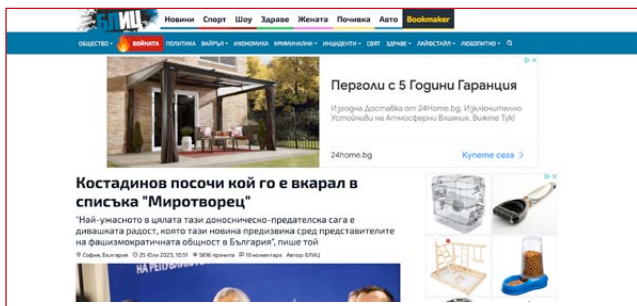 БЛИЦ
Новини Спорт Шоу Здраве Жената Почивка Авто Bookmaker
ОБЩЕСТВО ВОЙНАТА ПОЛИТИКА ВАЙРЪЛ ИКОНОМИКА КРИМИНАЛНИ ИНЦИДЕНТИ СВЯТ ЗДРАВЕ ЛАЙФСТАЙЛ ЛЮБОПИТНО
Перголи с 5 Години Гаранция
Изгодна Доставка от 24Home.bg. Изключително
Устойчиви на Атмосферни Влияния. Вижте Тук!
24home.bg Купете сега
Костадинов посочи кой го е вкарал в
списъка "Миротворец"
"Най-ужасното в цялата тази доносническо-предателска сага е
дивашката радост, която тази новина предизвика сред представителите
на фашизмократичната общност в България", пише той
София, България 25 Юли 2023, 10:51 5616 прочита 10 коментара Автор: БЛИЦ
НА РЕПУБЛИК